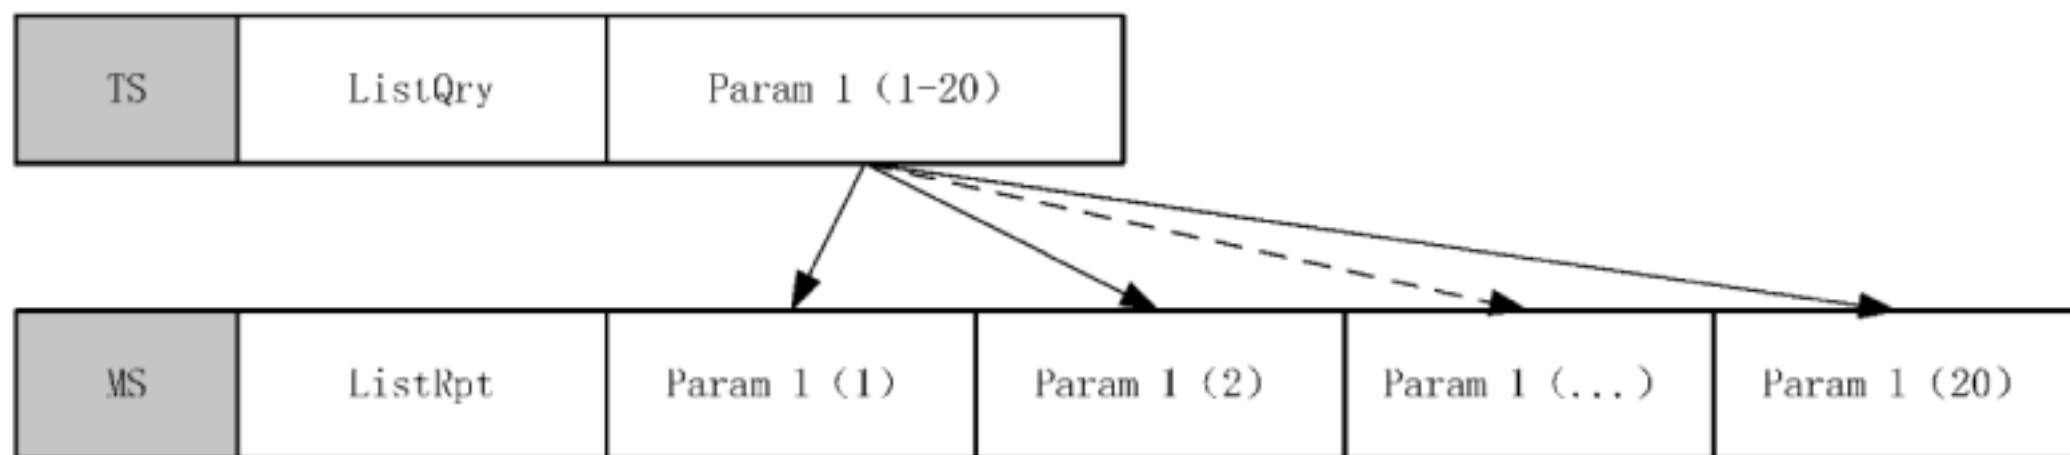 TS ListQry Param 1（1-20）
MS ListRpt Param 1（1） Param 1（2） Param 1（...） Param 1（20）